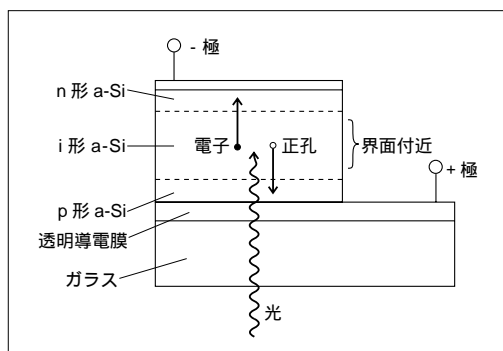 - 極
n 形 a-Si
i 形 a-Si
電子
正孔
界面付近
+ 極
p 形 a-Si
透明導電膜
ガラス
光